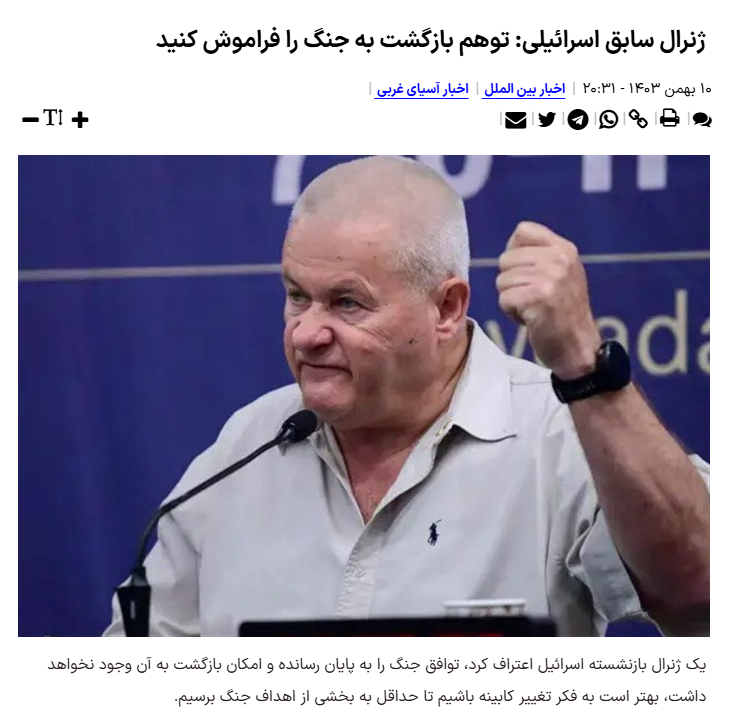 ژنرال سابق اسرائیلی: توهم بازگشت به جنگ را فراموش کنید
۱۰ بهمن ۱۴۰۳ - ۲۰:۳۱ | اخبار بین الملل | اخبار آسیای غربی |
T
یک ژنرال بازنشسته اسرائیل اعتراف کرد، توافق جنگ را به پایان رسانده و امکان بازگشت به آن وجود نخواهد
داشت، بهتر است به فکر تغییر کابینه باشیم تا حداقل به بخشی از اهداف جنگ برسیم.